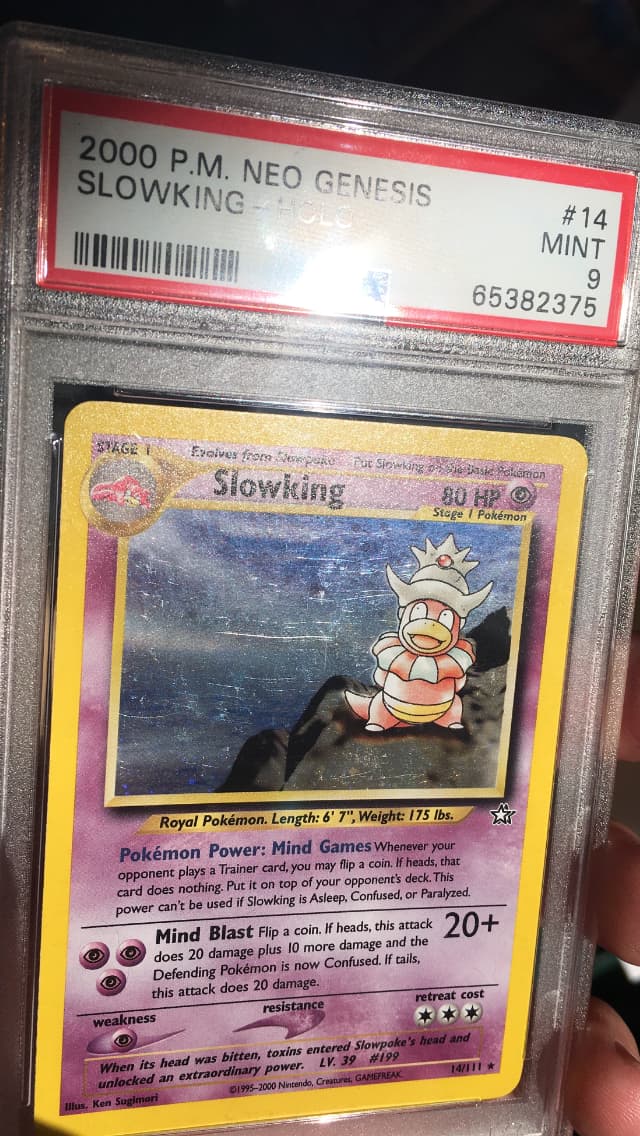 2000 P.M. NEO GENESIS
SLOWKING - HOLO
#14
MINT
9
65382375
STAGE 1
Evolves from Slowpoke
Put Slowking on the Basic Pokémon
Slowking
80 HP
Stage 1 Pokémon
Royal Pokémon. Length: 6' 7", Weight: 175 lbs.
Pokémon Power: Mind Games Whenever your
opponent plays a Trainer card, you may flip a coin. If heads, that
card does nothing. Put it on top of your opponent's deck. This
power can't be used if Slowking is Asleep, Confused, or Paralyzed.
Mind Blast Flip a coin. If heads, this attack
does 20 damage plus 10 more damage and the
Defending Pokémon is now Confused. If tails,
this attack does 20 damage.
20+
weakness
resistance
retreat cost
When its head was bitten, toxins entered Slowpoke's head and
unlocked an extraordinary power. LV. 39 #199
Illus. Ken Sugimori
©1995-2000 Nintendo, Creatures, GAMEFREAK.
14/111 ★